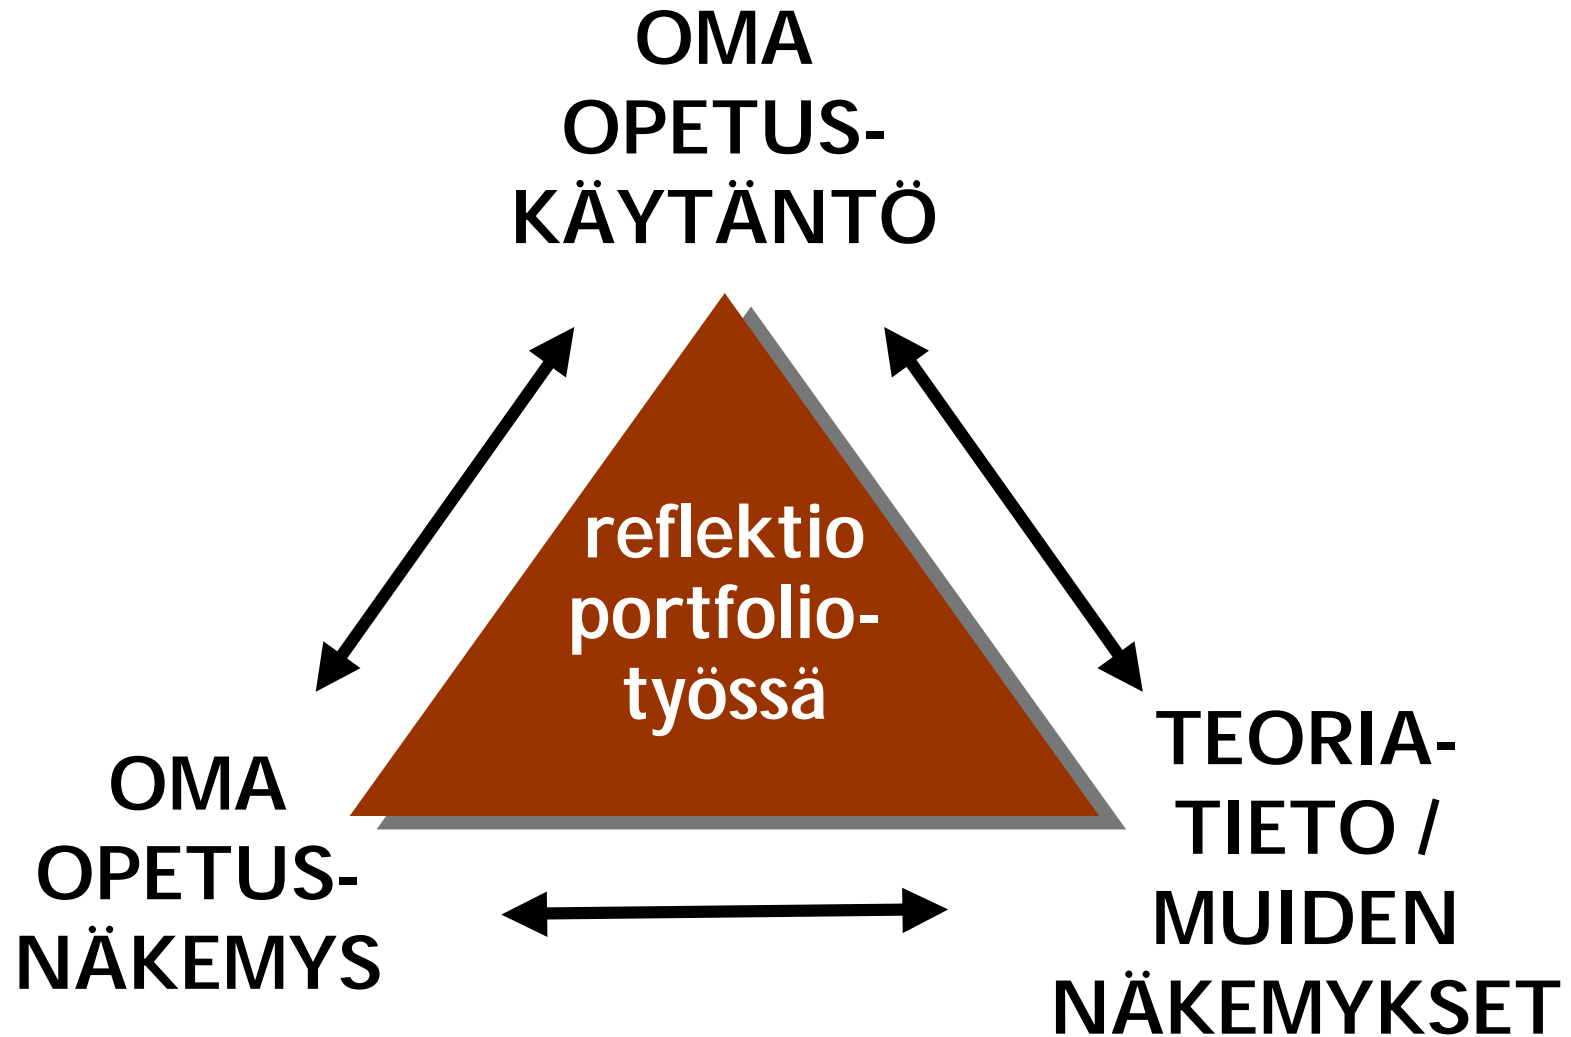 OMA
OPETUS-
KÄYTÄNTÖ
reflektio
portfolio-
työssä
OMA
OPETUS-
NÄKEMYS
TEORIA-
TIETO /
MUIDEN
NÄKEMYKSET